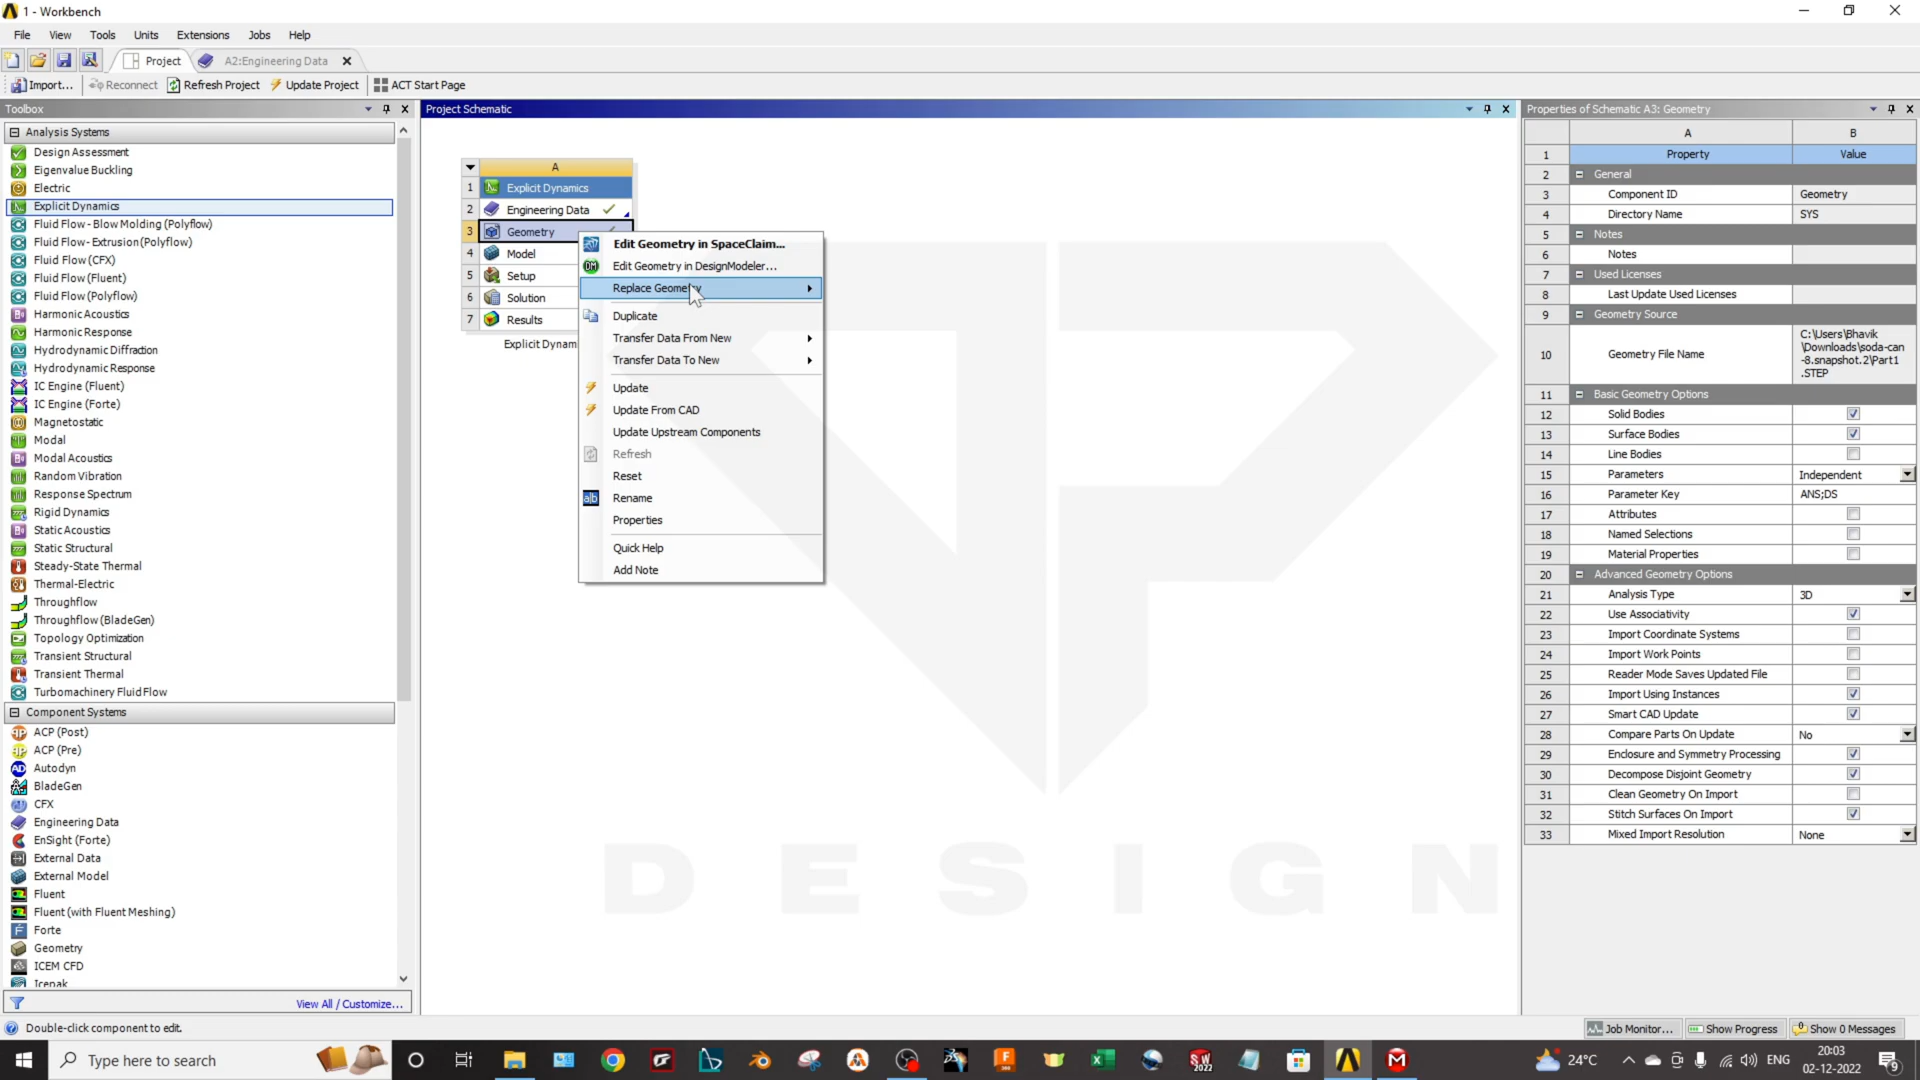 1 - Workbench
File View Tools Units Extensions Jobs Help
Project A2:Engineering Data
Import... Reconnect Refresh Project Update Project ACT Start Page
Toolbox
Analysis Systems
Design Assessment
Eigenvalue Buckling
Electric
Explicit Dynamics
Fluid Flow - Blow Molding (Polyflow)
Fluid Flow - Extrusion (Polyflow)
Fluid Flow (CFX)
Fluid Flow (Fluent)
Fluid Flow (Polyflow)
Harmonic Acoustics
Harmonic Response
Hydrodynamic Diffraction
Hydrodynamic Response
IC Engine (Fluent)
IC Engine (Forte)
Magnetostatic
Modal
Modal Acoustics
Random Vibration
Response Spectrum
Rigid Dynamics
Static Acoustics
Static Structural
Steady-State Thermal
Thermal-Electric
Throughflow
Throughflow (BladeGen)
Topology Optimization
Transient Structural
Transient Thermal
Turbomachinery Fluid Flow
Component Systems
ACP (Post)
ACP (Pre)
Autodyn
BladeGen
CFX
Engineering Data
EnSight (Forte)
External Data
External Model
Fluent
Fluent (with Fluent Meshing)
Forte
Geometry
ICEM CFD
Icepak
View All / Customize...
Project Schematic
A
1 Explicit Dynamics
2 Engineering Data
3 Geometry
4 Model
5 Setup
6 Solution
7 Results
Explicit Dynam
Edit Geometry in SpaceClaim...
Edit Geometry in DesignModeler...
Replace Geometry
Duplicate
Transfer Data From New
Transfer Data To New
Update
Update From CAD
Update Upstream Components
Refresh
Reset
Rename
Properties
Quick Help
Add Note
DESIGN
Properties of Schematic A3: Geometry
A B
1 Property Value
2 General
3 Component ID Geometry
4 Directory Name SYS
5 Notes
6 Notes
7 Used Licenses
8 Last Update Used Licenses
9 Geometry Source
10 Geometry File Name C:\Users\Bhavik
\Downloads\soda-can
-8.snapshot.2\Part1
.STEP
11 Basic Geometry Options
12 Solid Bodies
13 Surface Bodies
14 Line Bodies
15 Parameters Independent
16 Parameter Key ANS;DS
17 Attributes
18 Named Selections
19 Material Properties
20 Advanced Geometry Options
21 Analysis Type 3D
22 Use Associativity
23 Import Coordinate Systems
24 Import Work Points
25 Reader Mode Saves Updated File
26 Import Using Instances
27 Smart CAD Update
28 Compare Parts On Update No
29 Enclosure and Symmetry Processing
30 Decompose Disjoint Geometry
31 Clean Geometry On Import
32 Stitch Surfaces On Import
33 Mixed Import Resolution None
Double-click component to edit.
Job Monitor... Show Progress Show 0 Messages
Type here to search
24°C ENG 20:03
02-12-2022